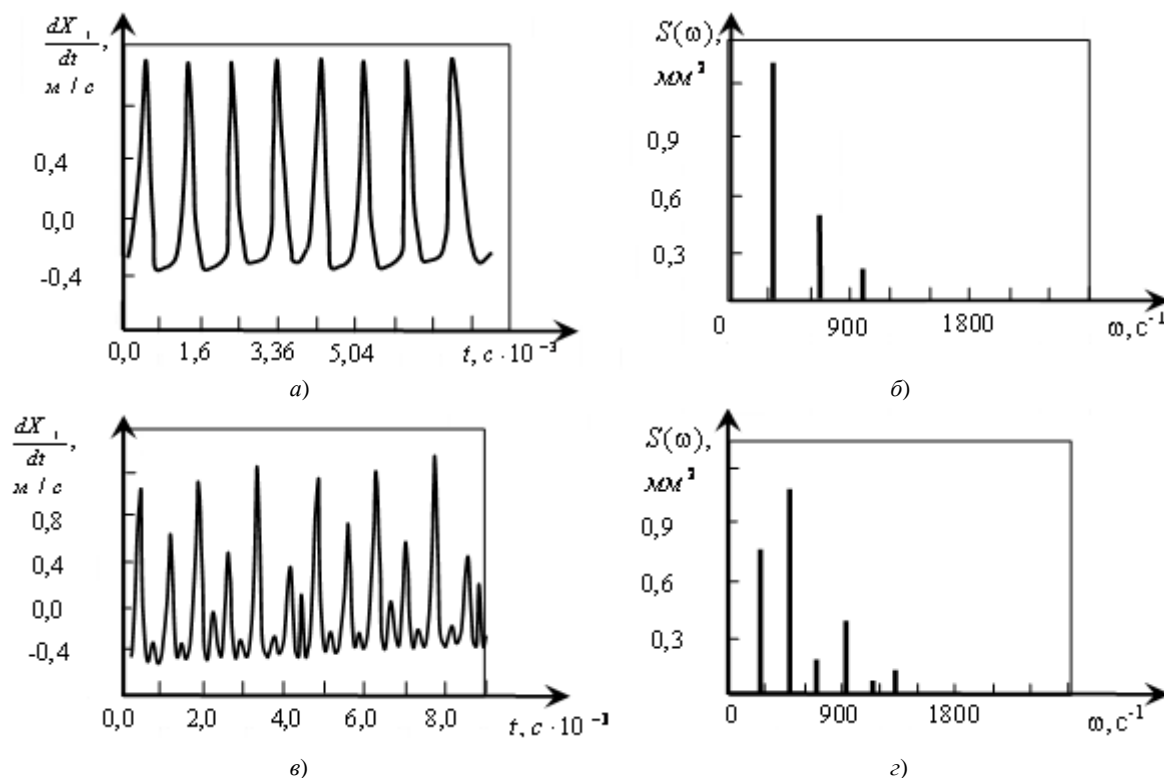 dX₁
dt ,
м / с
0,4
0,0
-0,4
0,0 1,6 3,36 5,04 t, с · 10⁻³
а)
S(ω),
мм²
0,9
0,6
0,3
0 900 1800 ω, с⁻¹
б)
dX₁
dt ,
м / с
0,8
0,4
0,0
-0,4
0,0 2,0 4,0 6,0 8,0 t, с · 10⁻³
в)
S(ω),
мм²
0,9
0,6
0,3
0 900 1800 ω, с⁻¹
г)